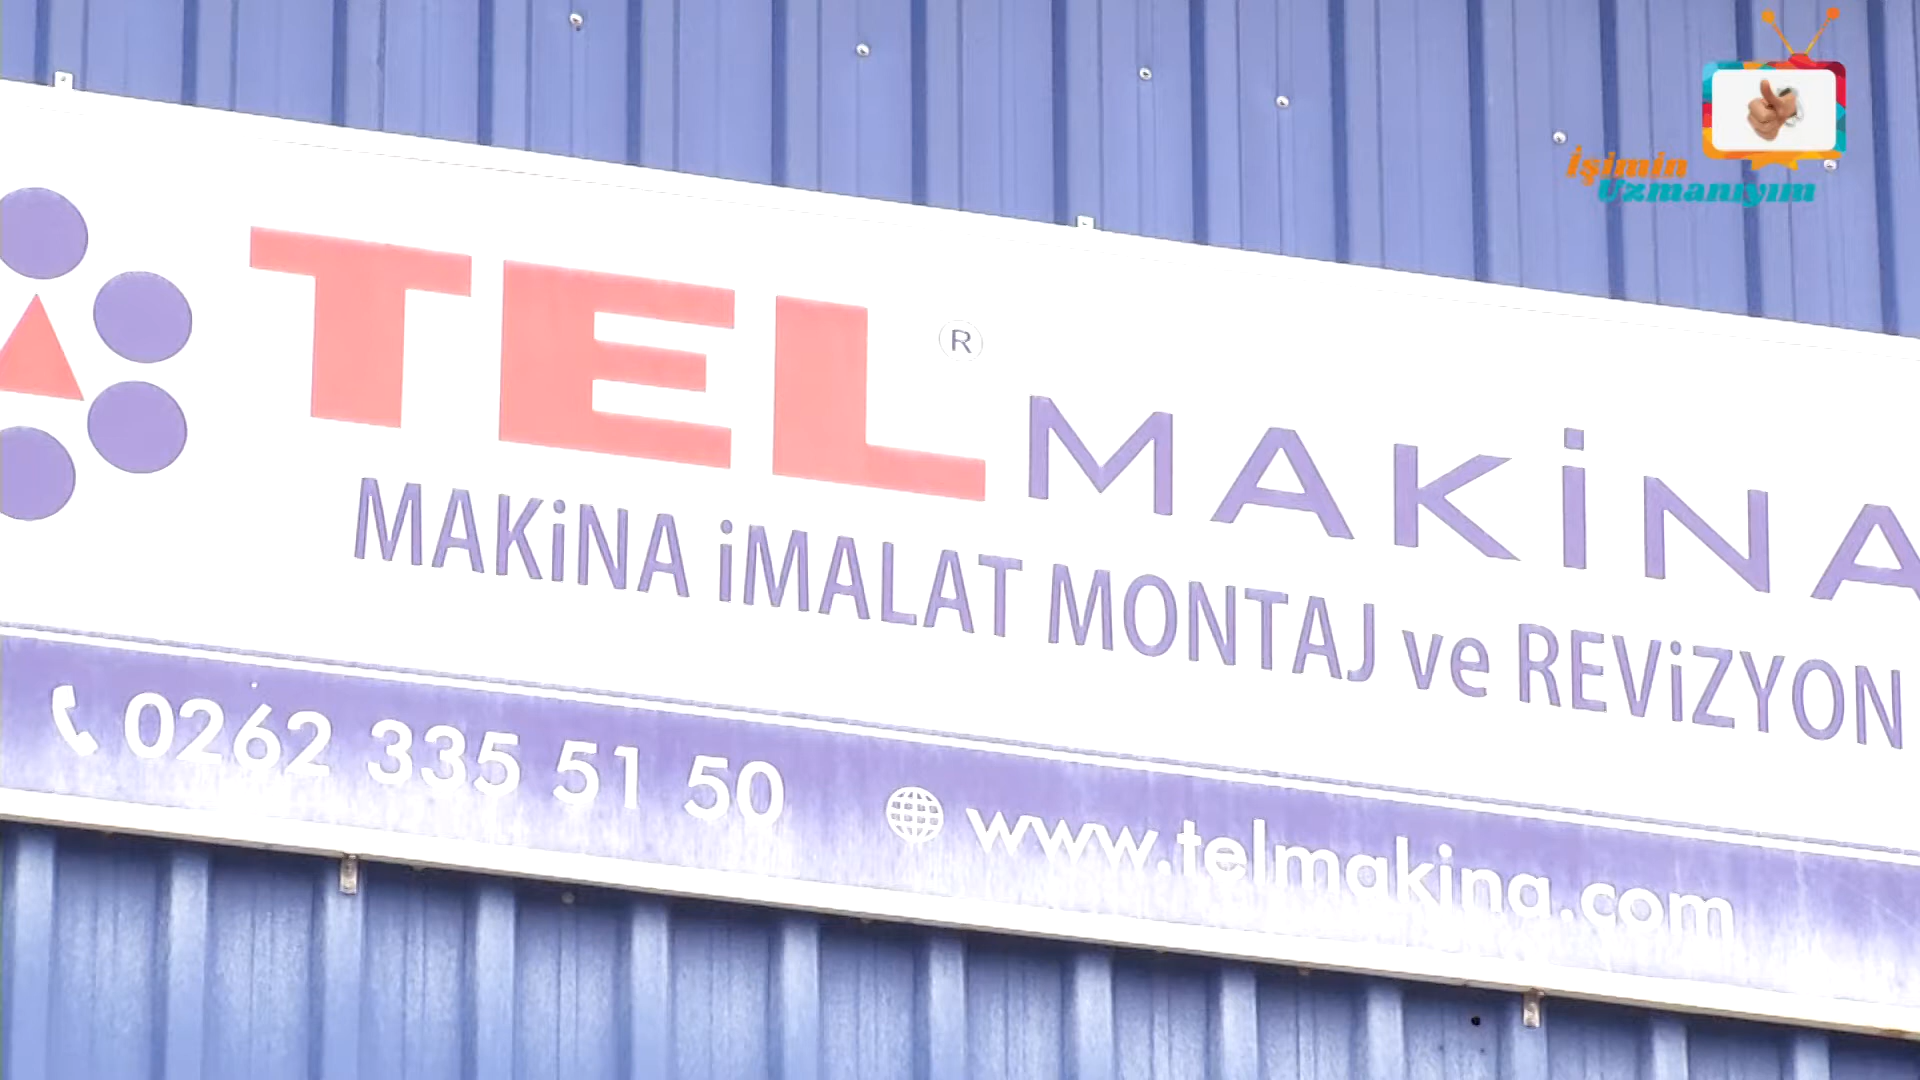 İşimin
Uzmanıyım
TEL® MAKİNA
MAKiNA iMALAT MONTAJ ve REViZYON
0262 335 51 50 www.telmakina.com